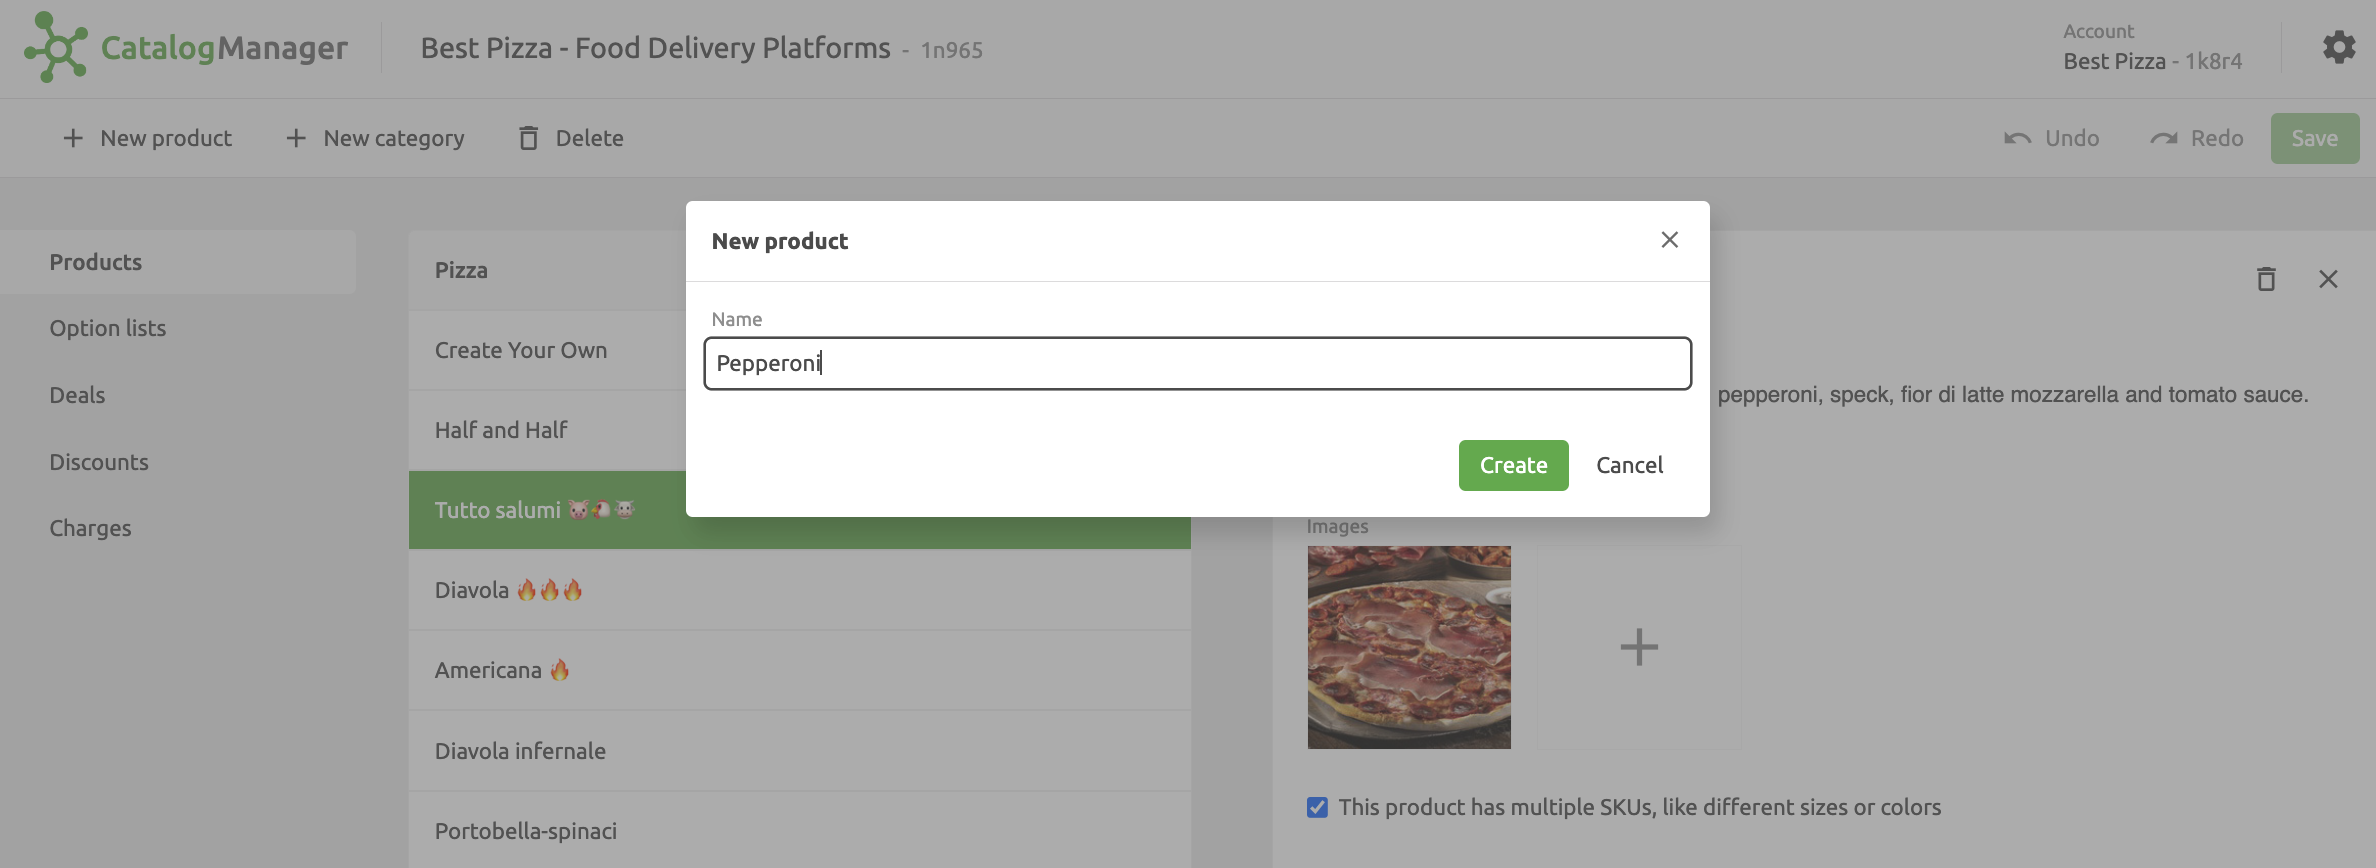 CatalogManager
Best Pizza - Food Delivery Platforms - 1n965
Account
Best Pizza - 1k8r4
New product
New category
Delete
Undo
Redo
Save
Products
Option lists
Deals
Discounts
Charges
Pizza
Create Your Own
Half and Half
Tutto salumi 🐷🐔🐮
Diavola 🔥🔥🔥
Americana 🔥
Diavola infernale
Portobella-spinaci
New product
Name
Pepperoni
Create
Cancel
pepperoni, speck, fior di latte mozzarella and tomato sauce.
Images
This product has multiple SKUs, like different sizes or colors